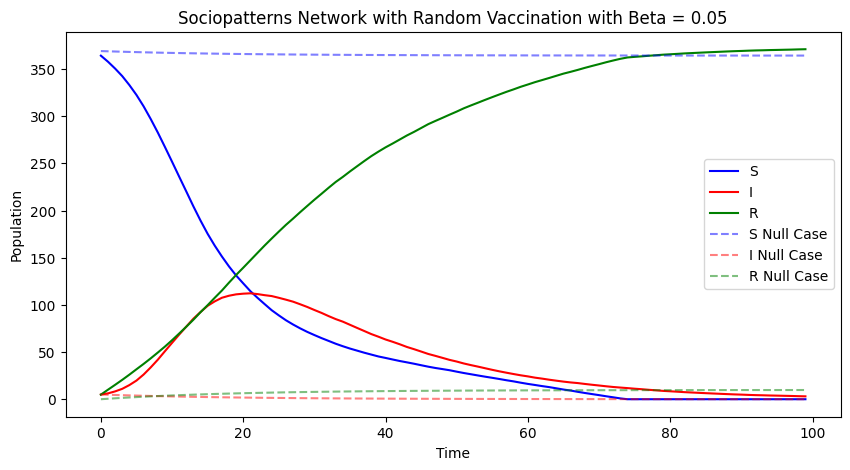 Sociopatterns Network with Random Vaccination with Beta = 0.05
Population
350
300
250
200
150
100
50
0
S
I
R
S Null Case
I Null Case
R Null Case
0
20
40
60
80
100
Time